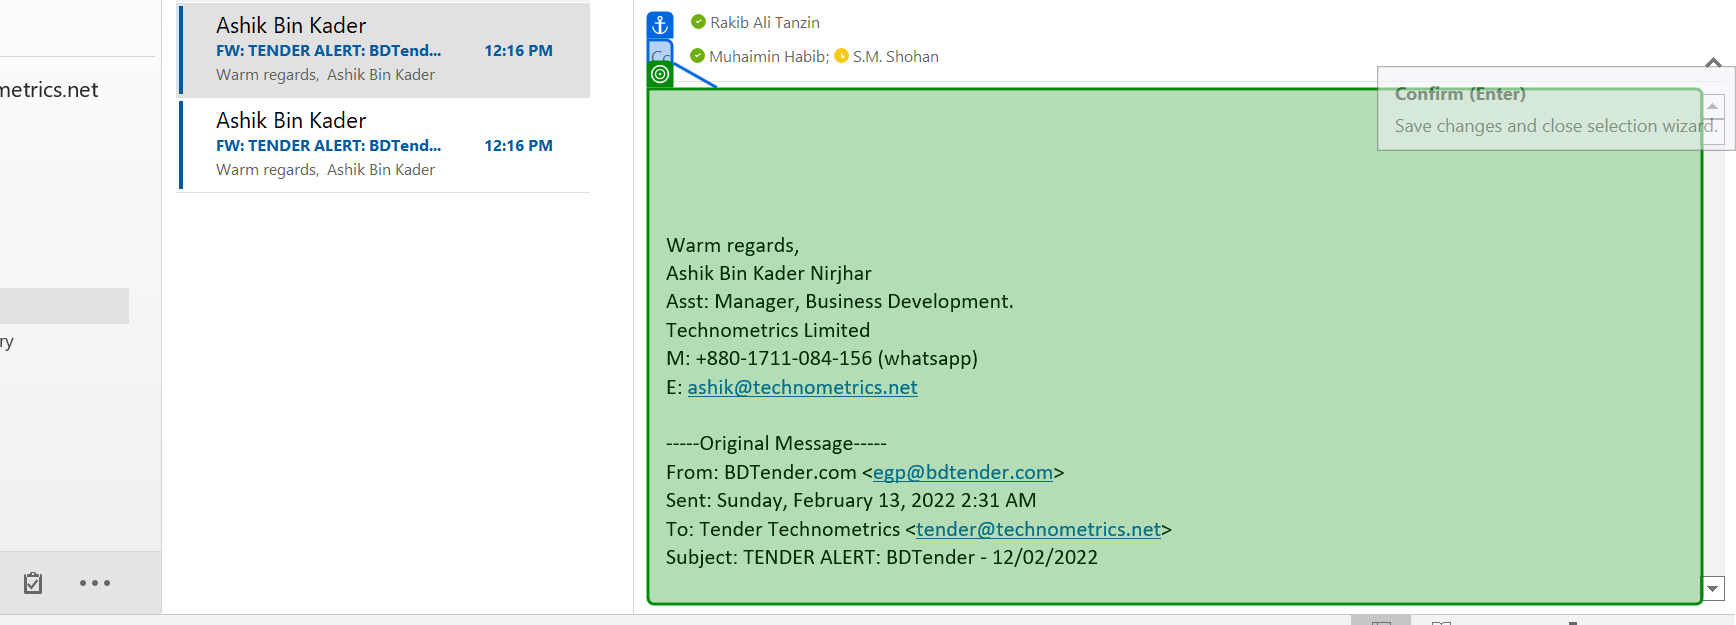 metrics.net
ry
Ashik Bin Kader
FW: TENDER ALERT: BDTend... 12:16 PM
Warm regards, Ashik Bin Kader
Ashik Bin Kader
FW: TENDER ALERT: BDTend... 12:16 PM
Warm regards, Ashik Bin Kader
Rakib Ali Tanzin
Cc Muhaimin Habib; S.M. Shohan
Confirm (Enter)
Save changes and close selection wizard.
Warm regards,
Ashik Bin Kader Nirjhar
Asst: Manager, Business Development.
Technometrics Limited
M: +880-1711-084-156 (whatsapp)
E: ashik@technometrics.net
-----Original Message-----
From: BDTender.com <egp@bdtender.com>
Sent: Sunday, February 13, 2022 2:31 AM
To: Tender Technometrics <tender@technometrics.net>
Subject: TENDER ALERT: BDTender - 12/02/2022